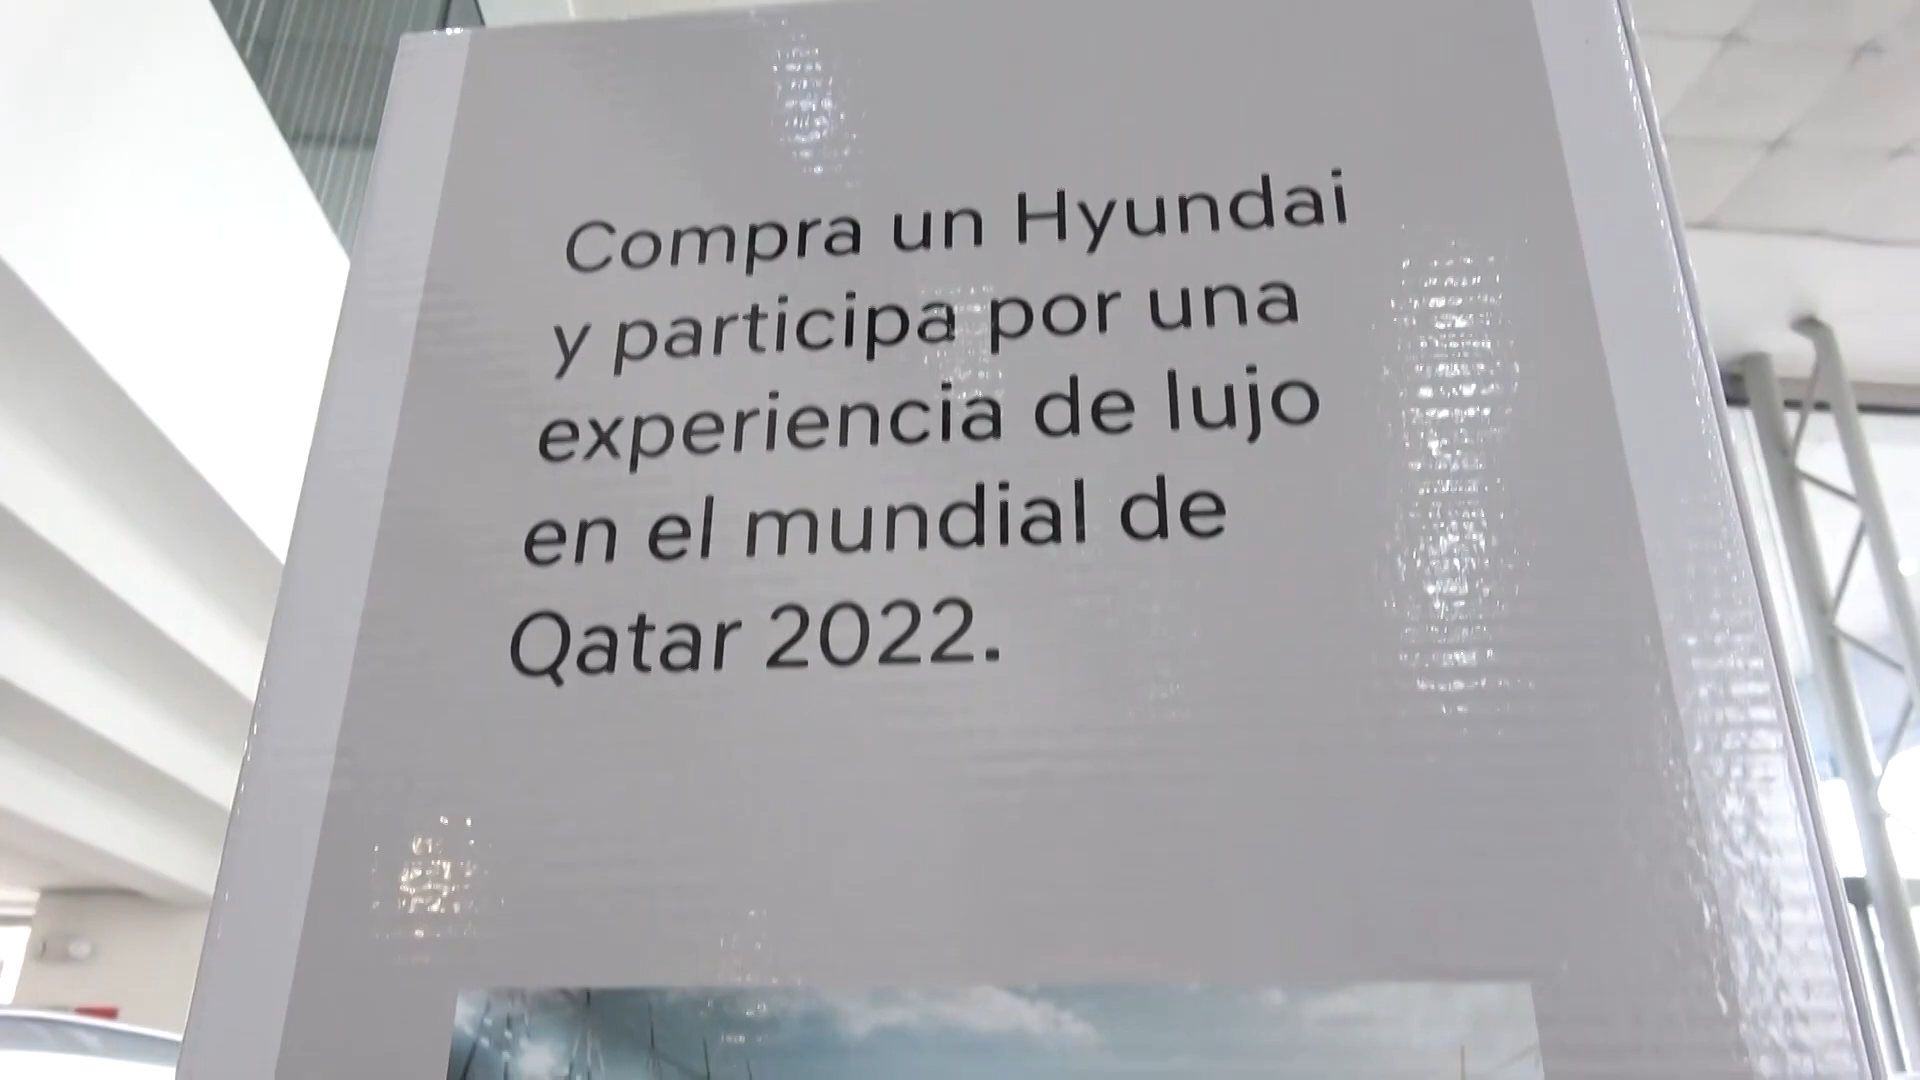 Compra un Hyundai
y participa por una
experiencia de lujo
en el mundial de
Qatar 2022.